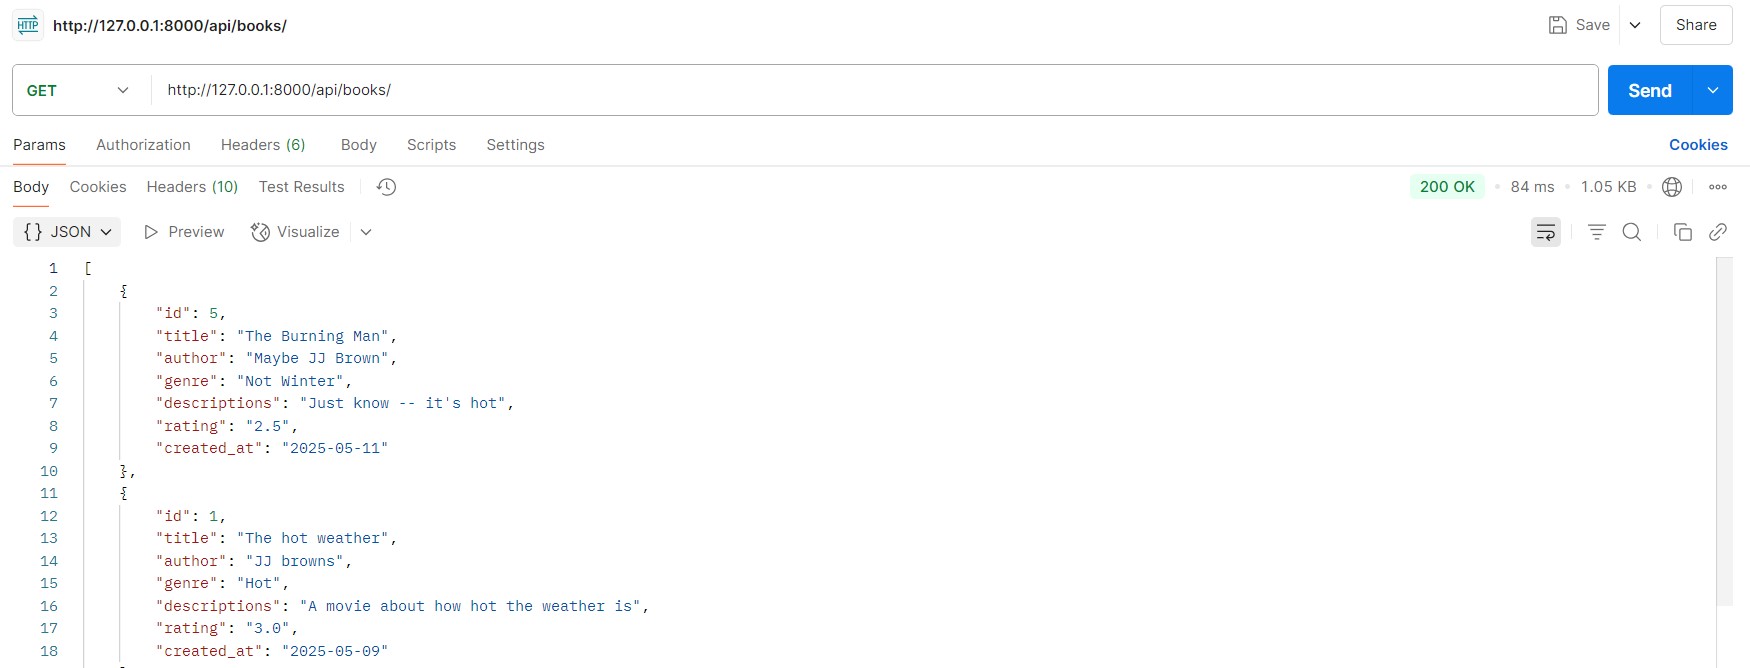 HTTP http://127.0.0.1:8000/api/books/ Save Share
GET http://127.0.0.1:8000/api/books/ Send
Params Authorization Headers (6) Body Scripts Settings Cookies
Body Cookies Headers (10) Test Results 200 OK • 84 ms • 1.05 KB •
{} JSON Preview Visualize
1 [
2 {
3 "id": 5,
4 "title": "The Burning Man",
5 "author": "Maybe JJ Brown",
6 "genre": "Not Winter",
7 "descriptions": "Just know -- it's hot",
8 "rating": "2.5",
9 "created_at": "2025-05-11"
10 },
11 {
12 "id": 1,
13 "title": "The hot weather",
14 "author": "JJ browns",
15 "genre": "Hot",
16 "descriptions": "A movie about how hot the weather is",
17 "rating": "3.0",
18 "created_at": "2025-05-09"